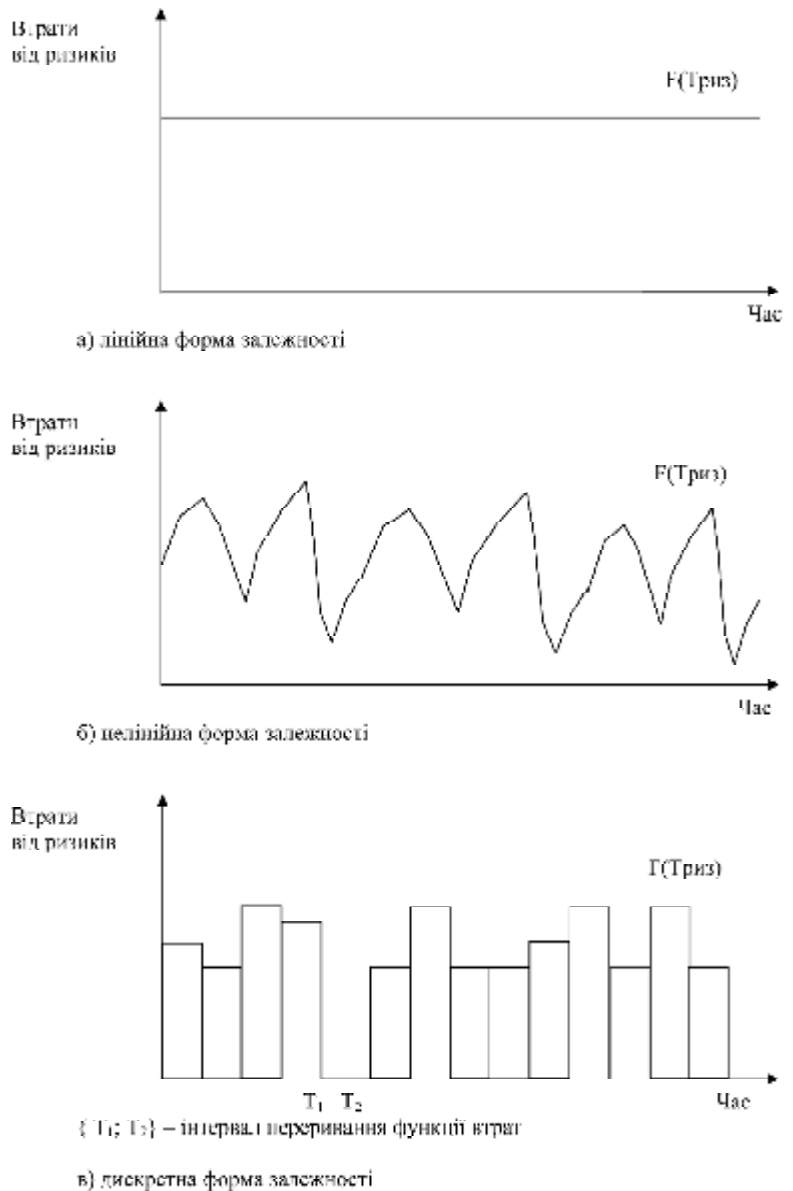 Втрати
від ризиків
F(Триз)
Час
а) лінійна форма залежності
Втрати
від ризиків
F(Триз)
Час
б) нелінійна форма залежності
Втрати
від ризиків
F(Триз)
T₁ T₂
Час
{ T₁; T₂} – інтервал переривання функції втрат
в) дискретна форма залежності